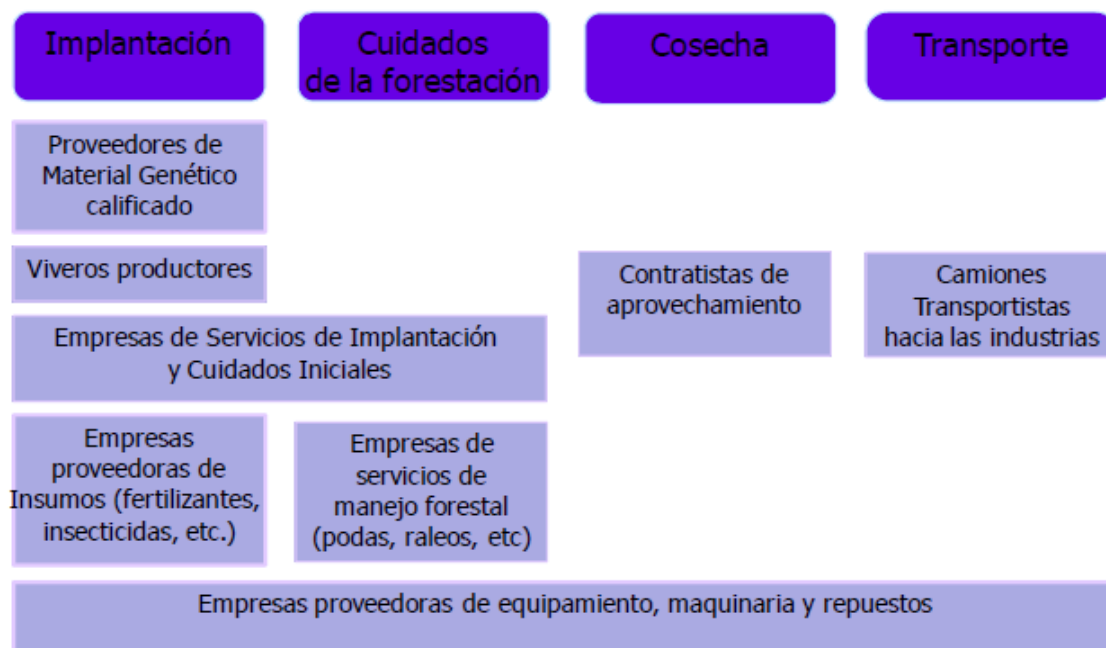 Implantación
Cuidados
de la forestación
Cosecha
Transporte
Proveedores de
Material Genético
calificado
Viveros productores
Contratistas de
aprovechamiento
Camiones
Transportistas
hacia las industrias
Empresas de Servicios de Implantación
y Cuidados Iniciales
Empresas
proveedoras de
Insumos (fertilizantes,
insecticidas, etc.)
Empresas de
servicios de
manejo forestal
(podas, raleos, etc)
Empresas proveedoras de equipamiento, maquinaria y repuestos